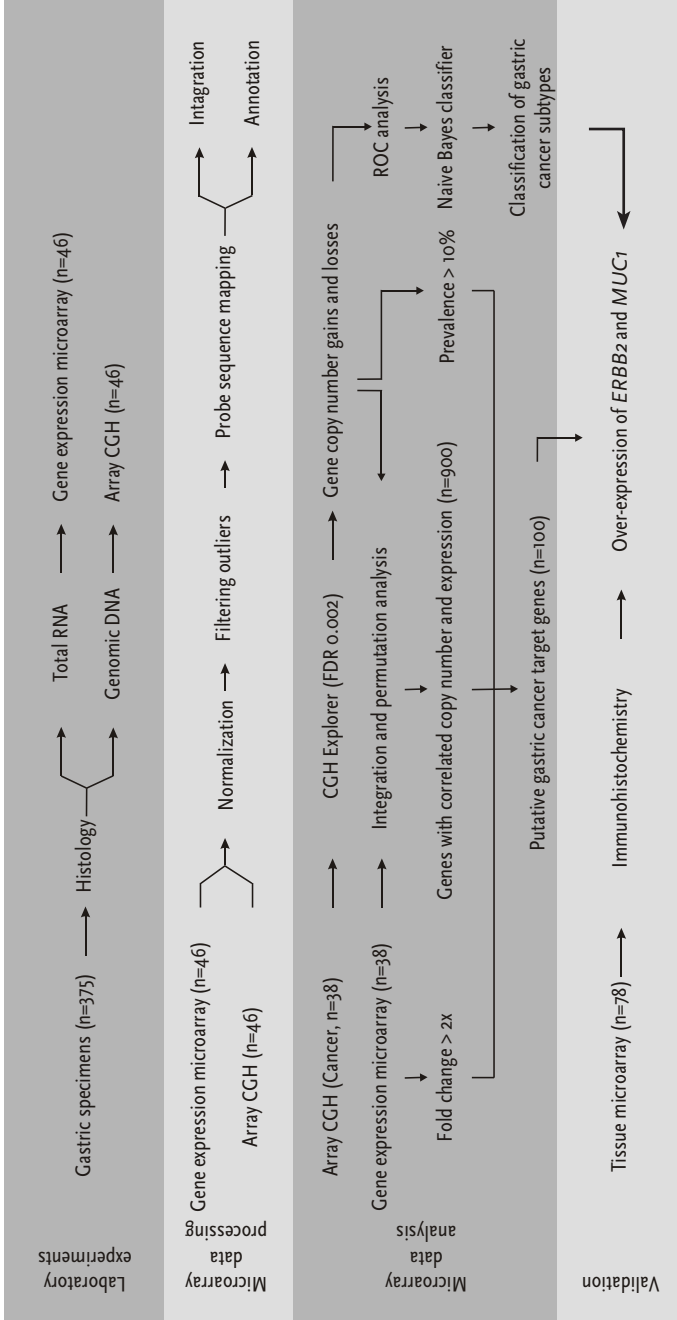 Laboratory
experiments
Gastric specimens (n=375)
Histology
Total RNA
Gene expression microarray (n=46)
Genomic DNA
Array CGH (n=46)
Microarray
data
processing
Gene expression microarray (n=46)
Array CGH (n=46)
Normalization
Filtering outliers
Probe sequence mapping
Intagration
Annotation
Microarray
data
analysis
Array CGH (Cancer, n=38)
CGH Explorer (FDR 0.002)
Gene copy number gains and losses
Gene expression microarray (n=38)
Integration and permutation analysis
ROC analysis
Fold change > 2x
Genes with correlated copy number and expression (n=900)
Prevalence > 10%
Naive Bayes classifier
Classification of gastric
cancer subtypes
Putative gastric cancer target genes (n=100)
Validation
Tissue microarray (n=78)
Immunohistochemistry
Over-expression of ERBB2 and MUC1